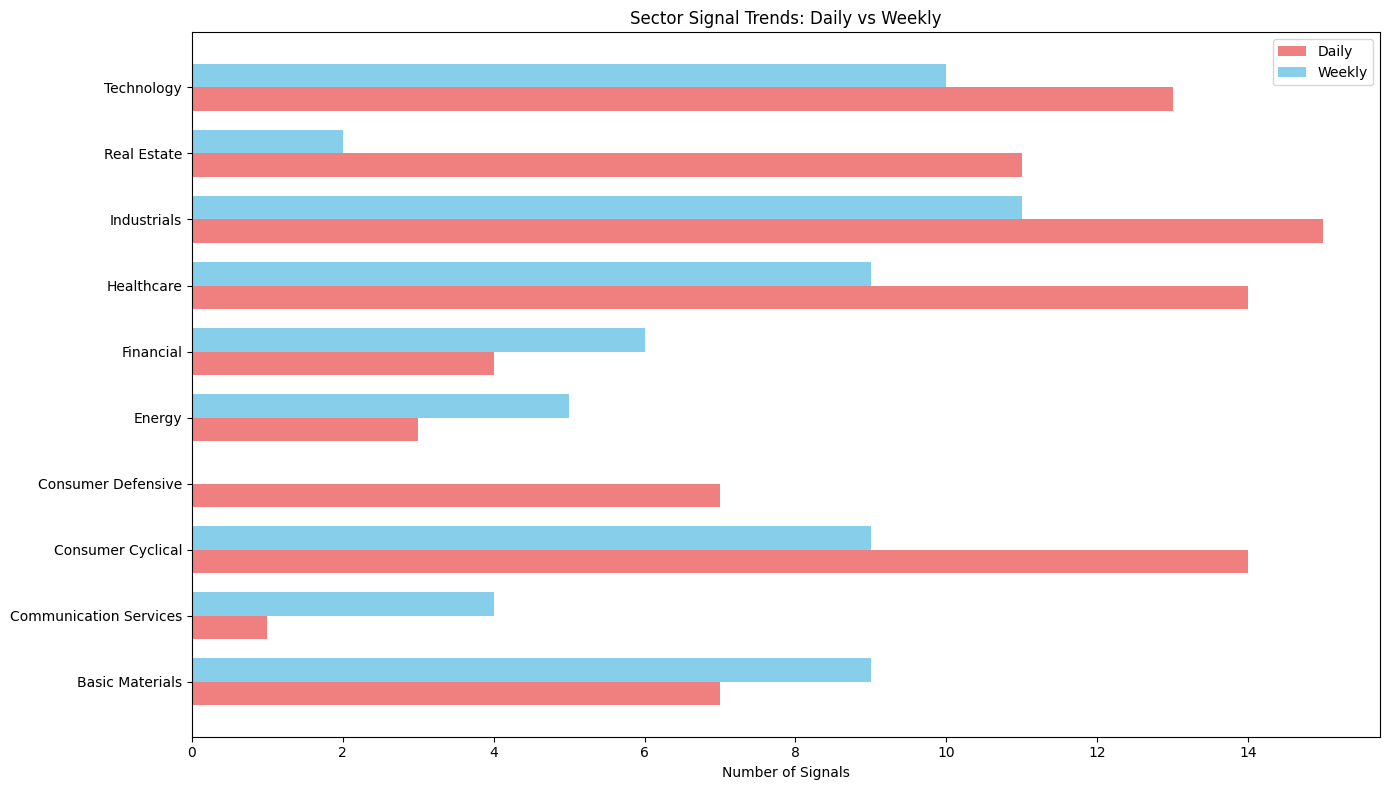 Sector Signal Trends: Daily vs Weekly
Daily
Weekly
Technology
Real Estate
Industrials
Healthcare
Financial
Energy
Consumer Defensive
Consumer Cyclical
Communication Services
Basic Materials
0 2 4 6 8 10 12 14
Number of Signals